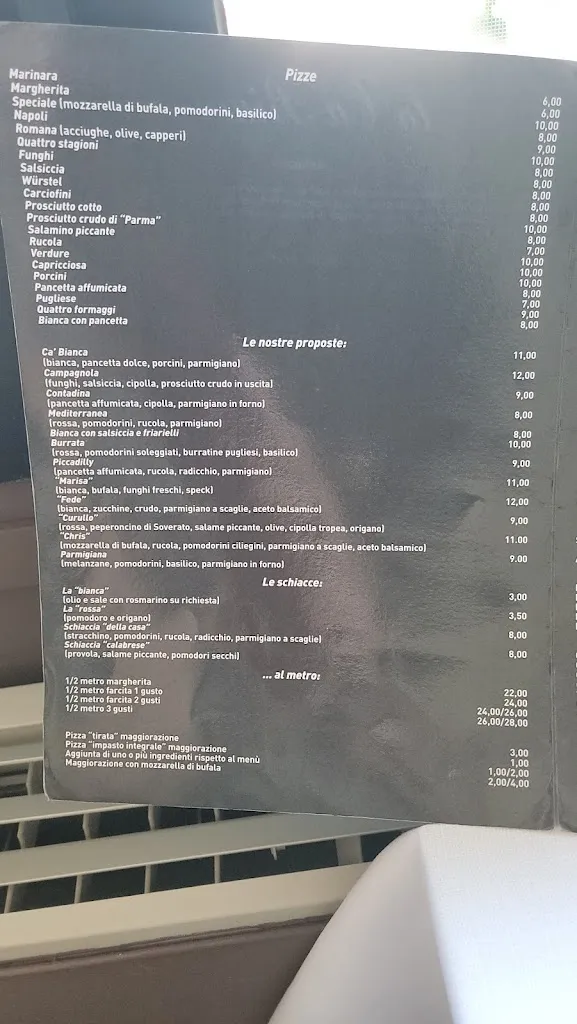 Pizze
Marinara 6,00
Margherita 6,00
Speciale (mozzarella di bufala, pomodorini, basilico) 10,00
Napoli 8,00
Romana (acciughe, olive, capperi) 9,00
Quattro stagioni 10,00
Funghi 8,00
Salsiccia 8,00
Würstel 8,00
Carciofini 8,00
Prosciutto cotto 8,00
Prosciutto crudo di “Parma” 10,00
Salamino piccante 8,00
Rucola 7,00
Verdure 10,00
Capricciosa 10,00
Porcini 10,00
Pancetta affumicata 8,00
Pugliese 7,00
Quattro formaggi 9,00
Bianca con pancetta 8,00
Le nostre proposte:
Ca' Bianca 11,00
(bianca, pancetta dolce, porcini, parmigiano)
Campagnola 12,00
(funghi, salsiccia, cipolla, prosciutto crudo in uscita)
Contadina 9,00
(pancetta affumicata, cipolla, parmigiano in forno)
Mediterranea 8,00
(rossa, pomodorini, rucola, parmigiano)
Bianca con salsiccia e friarielli 8,00
Burrata 10,00
(rossa, pomodorini soleggiati, burratine pugliesi, basilico)
Piccadilly 9,00
(pancetta affumicata, rucola, radicchio, parmigiano)
“Marisa” 11,00
(bianca, bufala, funghi freschi, speck)
“Fede” 12,00
(bianca, zucchine, crudo, parmigiano a scaglie, aceto balsamico)
“Curullo” 9,00
(rossa, peperoncino di Soverato, salame piccante, olive, cipolla tropea, origano)
“Chris” 11.00
(mozzarella di bufala, rucola, pomodorini ciliegini, parmigiano a scaglie, aceto balsamico)
Parmigiana 9.00
(melanzane, pomodorini, basilico, parmigiano in forno)
Le schiacce:
La “bianca” 3,00
(olio e sale con rosmarino su richiesta)
La “rossa” 3,50
(pomodoro e origano)
Schiaccia “della casa” 8,00
(stracchino, pomodorini, rucola, radicchio, parmigiano a scaglie)
Schiaccia “calabrese” 8,00
(provola, salame piccante, pomodori secchi)
... al metro:
1/2 metro margherita 22,00
1/2 metro farcita 1 gusto 24,00
1/2 metro farcita 2 gusti 24,00/26,00
1/2 metro 3 gusti 26,00/28,00
Pizza “tirata” maggiorazione 3,00
Pizza “impasto integrale” maggiorazione 1,00
Aggiunta di uno o più ingredienti rispetto al menù 1,00/2,00
Maggiorazione con mozzarella di bufala 2,00/4,00